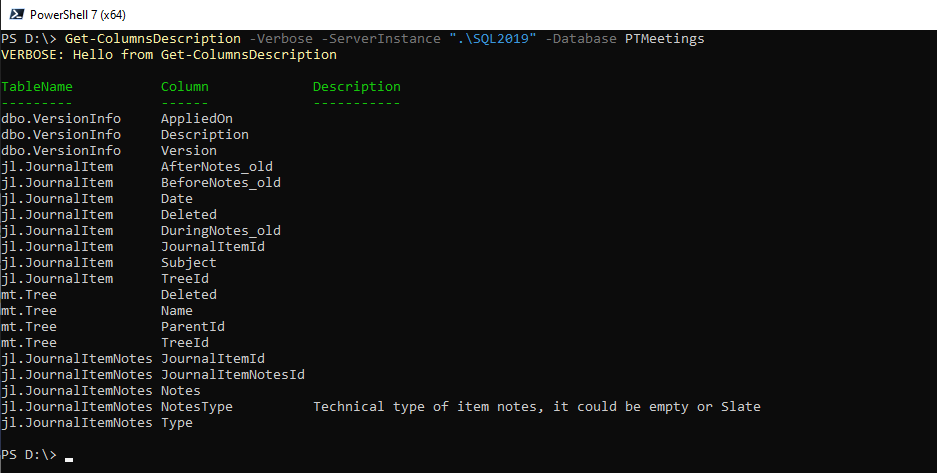 PowerShell 7 (x64)
PS D:\> Get-ColumnsDescription -Verbose -ServerInstance ".\SQL2019" -Database PTMeetings
VERBOSE: Hello from Get-ColumnsDescription
TableName Column Description
--------- ------ -----------
dbo.VersionInfo AppliedOn
dbo.VersionInfo Description
dbo.VersionInfo Version
jl.JournalItem AfterNotes_old
jl.JournalItem BeforeNotes_old
jl.JournalItem Date
jl.JournalItem Deleted
jl.JournalItem DuringNotes_old
jl.JournalItem JournalItemId
jl.JournalItem Subject
jl.JournalItem TreeId
mt.Tree Deleted
mt.Tree Name
mt.Tree ParentId
mt.Tree TreeId
jl.JournalItemNotes JournalItemId
jl.JournalItemNotes JournalItemNotesId
jl.JournalItemNotes Notes
jl.JournalItemNotes NotesType Technical type of item notes, it could be empty or Slate
jl.JournalItemNotes Type
PS D:\>